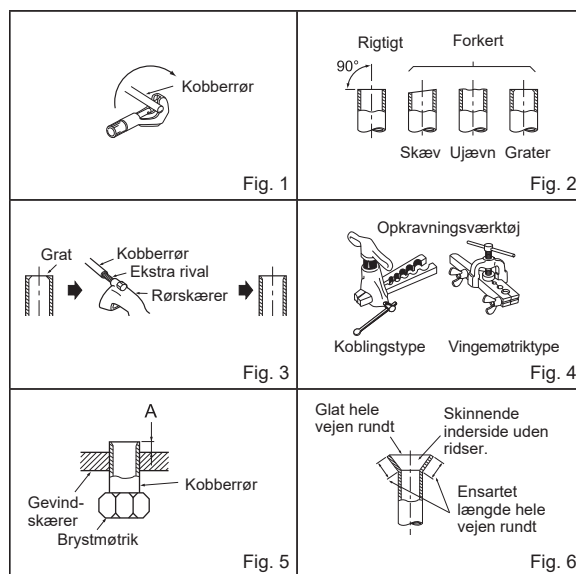 Kobberrør
Fig. 1
Rigtigt
Forkert
90°
Skæv
Ujævn
Grater
Fig. 2
Grat
Kobberrør
Ekstra rival
Rørskærer
Fig. 3
Opkravningsværktøj
Koblingstype
Vingemøtriktype
Fig. 4
A
Kobberrør
Gevind-
skærer
Brystmøtrik
Fig. 5
Glat hele
vejen rundt
Skinnende
inderside uden
ridser.
Ensartet
længde hele
vejen rundt
Fig. 6